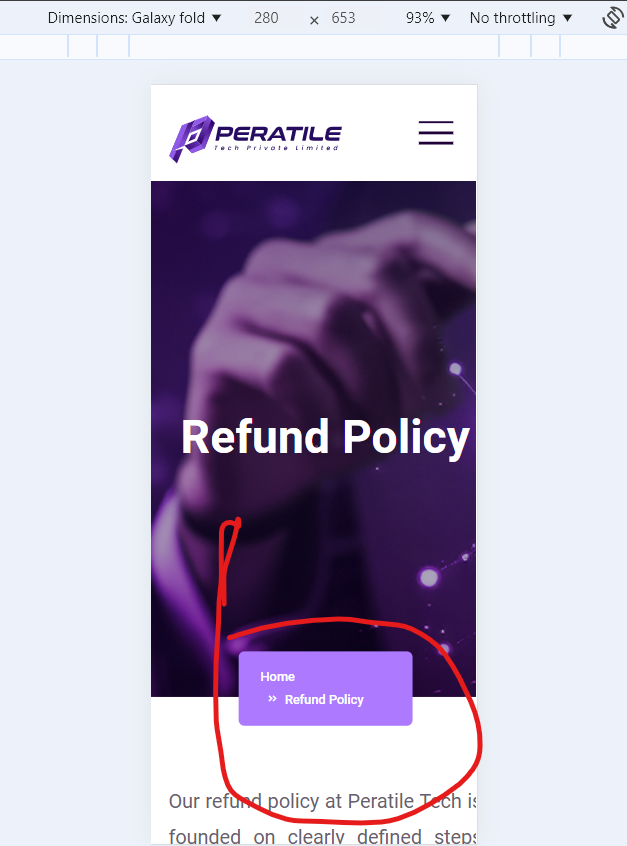 Dimensions: Galaxy fold ▼ 280 × 653 93% ▼ No throttling ▼
PERATILE
Tech Private Limited
Refund Policy
Home
» Refund Policy
Our refund policy at Peratile Tech is
founded on clearly defined steps